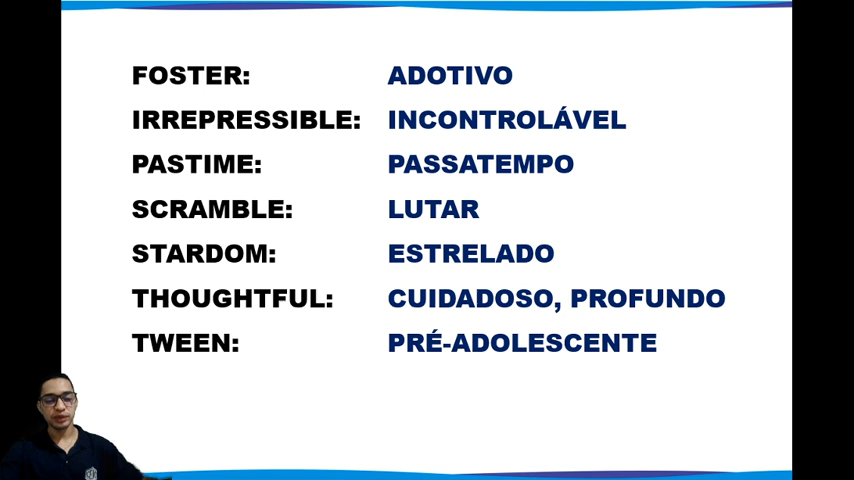 FOSTER: ADOTIVO
IRREPRESSIBLE: INCONTROLÁVEL
PASTIME: PASSATEMPO
SCRAMBLE: LUTAR
STARDOM: ESTRELADO
THOUGHTFUL: CUIDADOSO, PROFUNDO
TWEEN: PRÉ-ADOLESCENTE